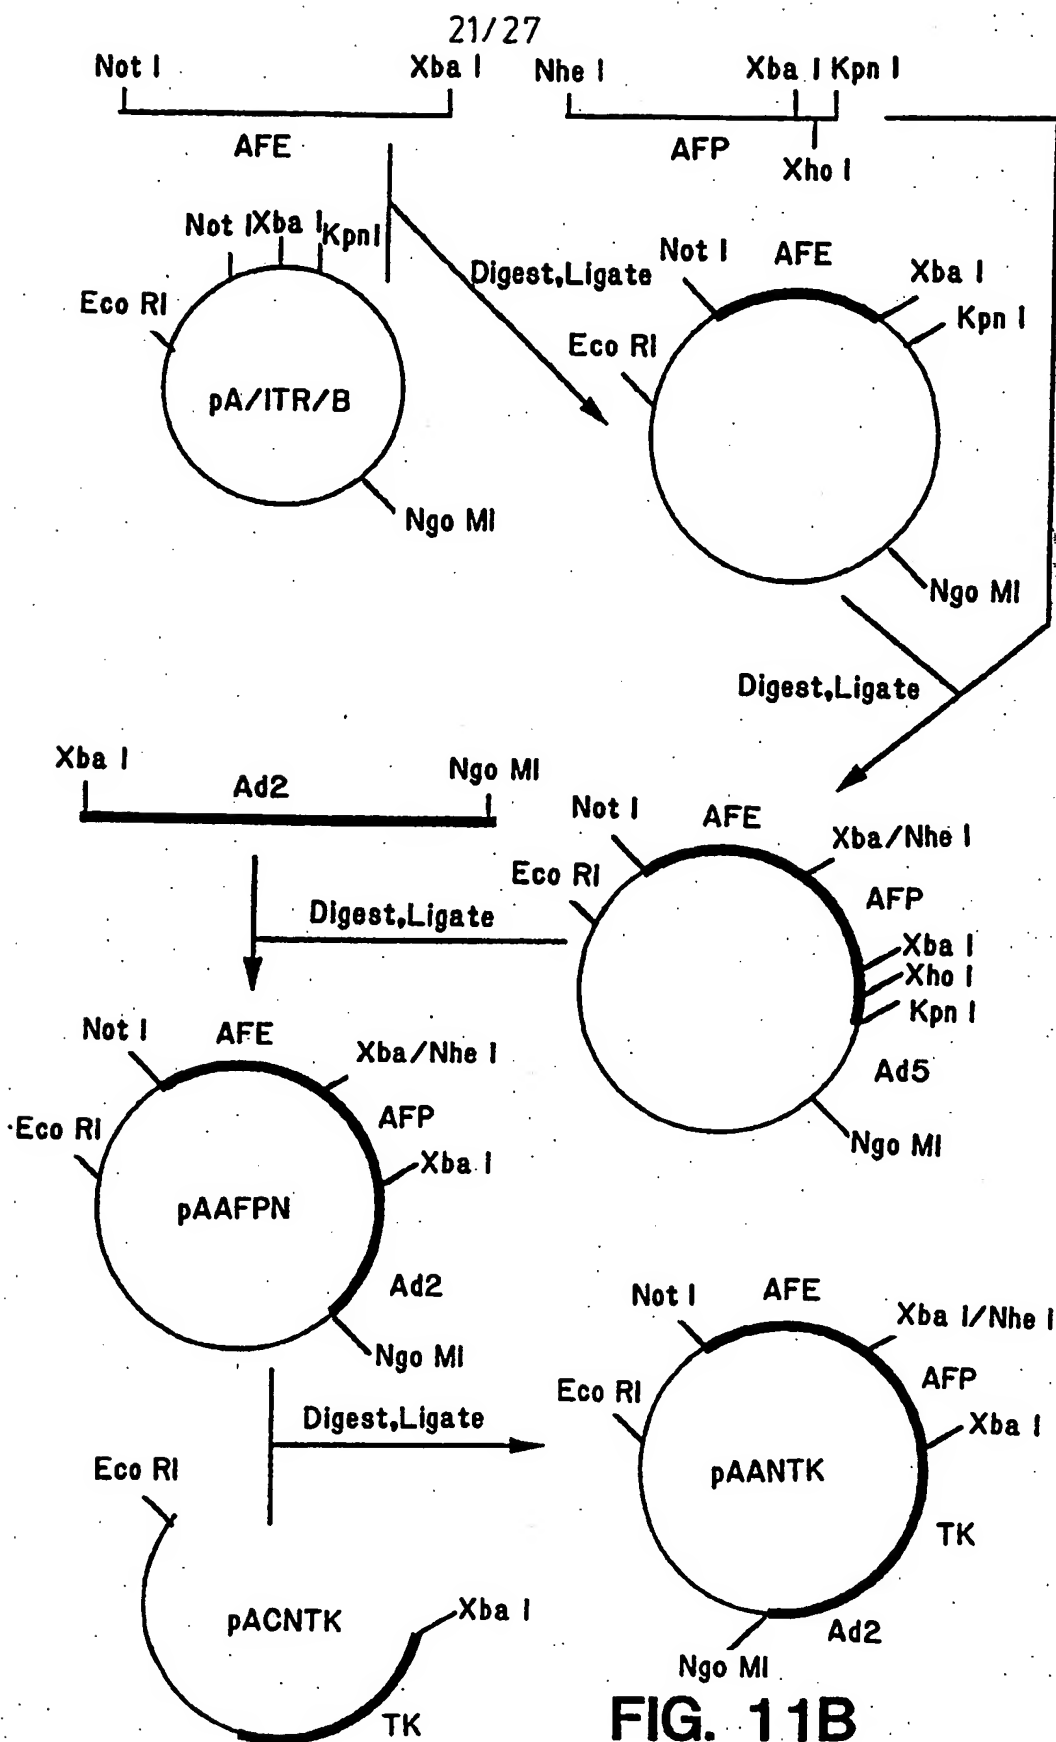 21/27
Not I
Xba I
Nhe I
Xba I
Kpn I
AFE
AFP
Xho I
Not I
Xba I
Kpn I
Eco RI
pA/ITR/B
Ngo MI
Digest,Ligate
Not I
AFE
Xba I
Kpn I
Eco RI
Ngo MI
Digest,Ligate
Xba I
Ad2
Ngo MI
Not I
AFE
Xba/Nhe I
Eco RI
AFP
Xba I
Xho I
Kpn I
Ad5
Ngo MI
Digest,Ligate
Not I
AFE
Xba/Nhe I
Eco RI
AFP
Xba I
pAAFPN
Ad2
Ngo MI
Digest,Ligate
Not I
AFE
Xba I/Nhe I
Eco RI
AFP
Xba I
pAANTK
TK
Ad2
Ngo MI
Eco RI
pACNTK
Xba I
TK
FIG. 11B